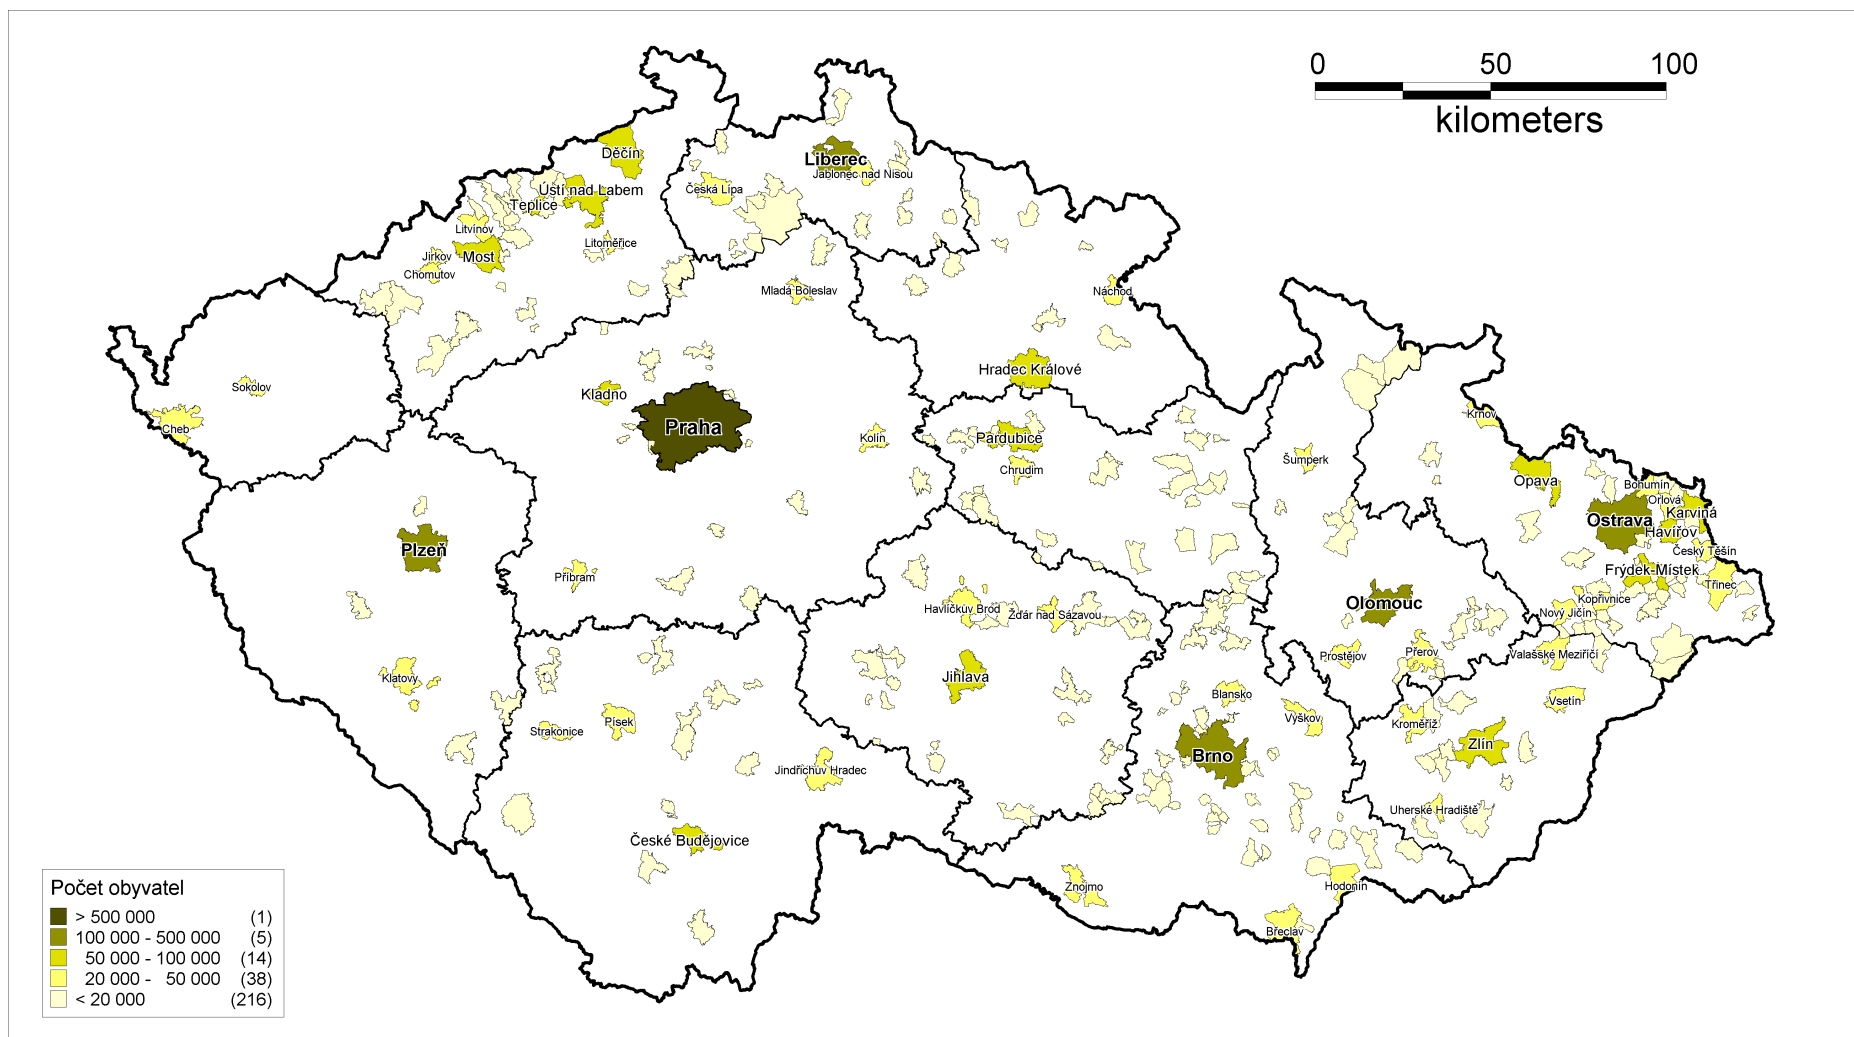 0 50 100
kilometers
Děčín
Liberec
Jablonec nad Nisou
Česká Lípa
Ústí nad Labem
Teplice
Litvínov
Litoměřice
Most
Jirkov
Chomutov
Mladá Boleslav
Náchod
Sokolov
Hradec Králové
Kladno
Cheb
Praha
Kolín
Pardubice
Chrudim
Krnov
Šumperk
Opava
Bohumín
Orlová
Karviná
Ostrava
Havířov
Český Těšín
Plzeň
Frýdek-Místek
Třinec
Příbram
Kopřivnice
Olomouc
Havlíčkův Brod
Žďár nad Sázavou
Nový Jičín
Prostějov
Přerov
Valašské Meziříčí
Klatovy
Jihlava
Blansko
Vsetín
Vyškov
Kroměříž
Písek
Strakonice
Zlín
Brno
Jindřichův Hradec
Uherské Hradiště
České Budějovice
Znojmo
Hodonín
Břeclav
Počet obyvatel
> 500 000 (1)
100 000 - 500 000 (5)
50 000 - 100 000 (14)
20 000 - 50 000 (38)
< 20 000 (216)